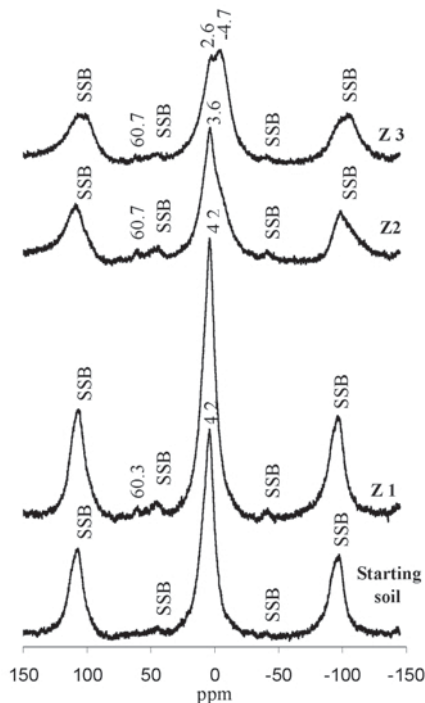 2.6
-4.7
SSB
60.7
SSB
SSB
SSB
Z 3
3.6
SSB
60.7
SSB
SSB
SSB
Z2
4.2
SSB
60.3
SSB
SSB
SSB
Z 1
4.2
SSB
SSB
SSB
SSB
Starting
soil
150 100 50 0 -50 -100 -150
ppm